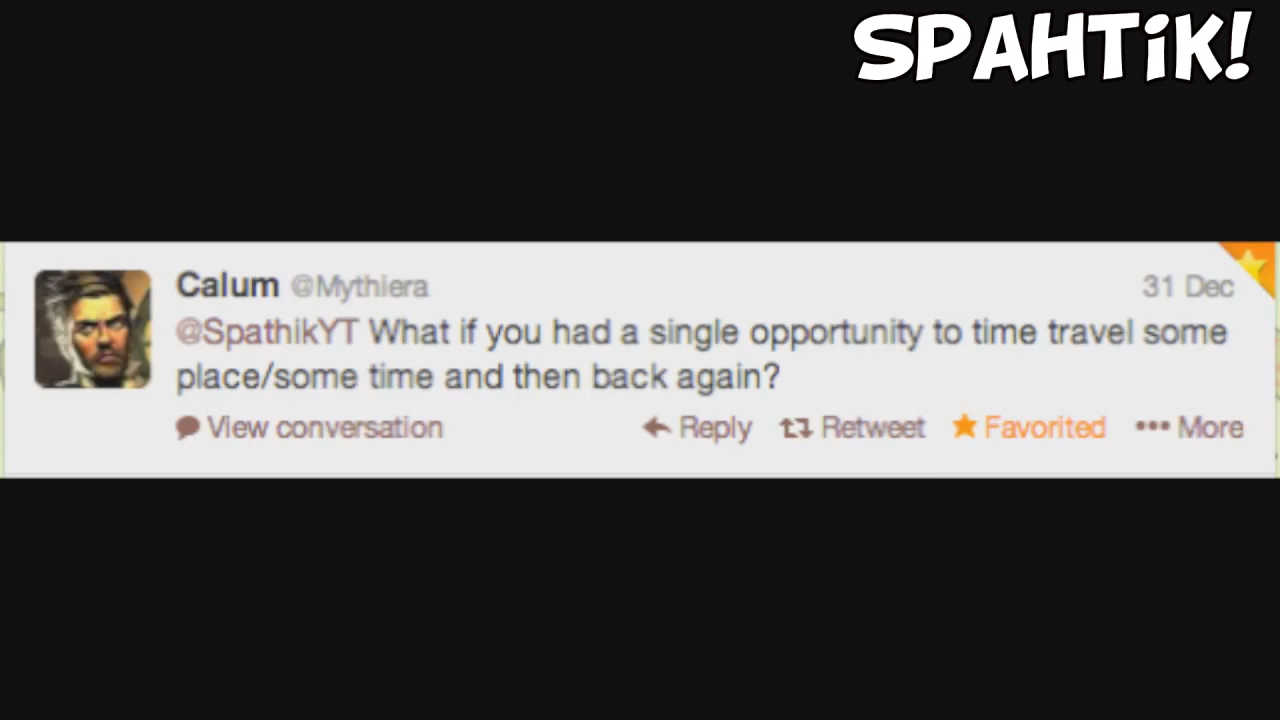 SPAHTiK!
Calum @Mythiera 31 Dec
@SpathikYT What if you had a single opportunity to time travel some
place/some time and then back again?
View conversation Reply Retweet Favorited More